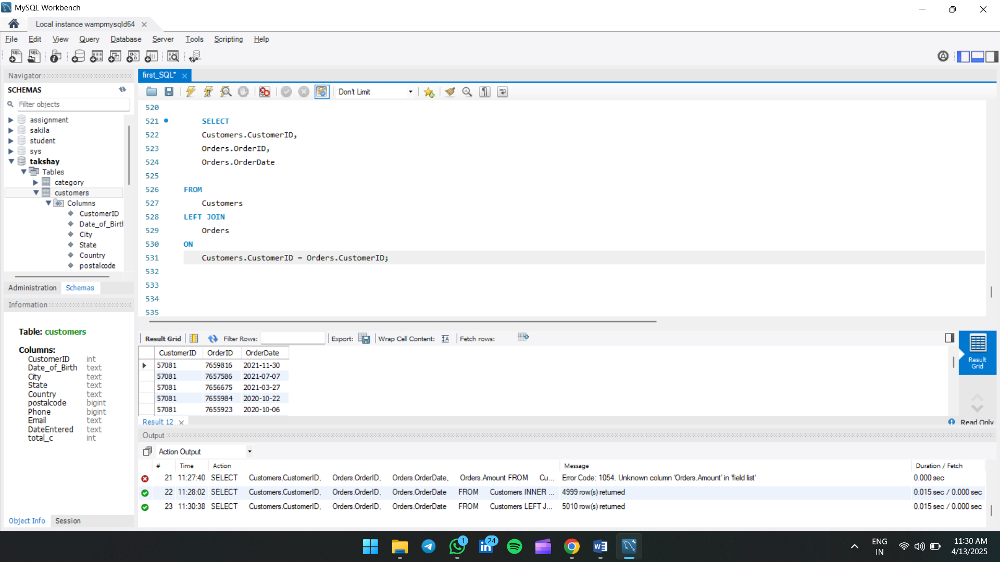 MySQL Workbench
Local instance wampmysqld64
File Edit View Query Database Server Tools Scripting Help
Navigator
SCHEMAS
Filter objects
assignment
sakila
student
sys
takshay
Tables
category
customers
Columns
CustomerID
Date_of_Birt
City
State
Country
postalcode
Administration Schemas
Information
Table: customers
Columns:
CustomerID int
Date_of_Birth text
City text
State text
Country text
postalcode bigint
Phone bigint
Email text
DateEntered text
total_c int
Object Info Session
first_SQL*
Don't Limit
520
521 SELECT
522 Customers.CustomerID,
523 Orders.OrderID,
524 Orders.OrderDate
525
526 FROM
527 Customers
528 LEFT JOIN
529 Orders
530 ON
531 Customers.CustomerID = Orders.CustomerID;
532
533
534
535
Result Grid Filter Rows: Export: Wrap Cell Content: Fetch rows:
CustomerID OrderID OrderDate
57081 7659816 2021-11-30
57081 7657586 2021-07-07
57081 7656675 2021-03-27
57081 7655984 2020-10-22
57081 7655923 2020-10-06
Result
Grid
Result 12
Read Only
Output
Action Output
# Time Action Message Duration / Fetch
21 11:27:40 SELECT Customers.CustomerID, Orders.OrderID, Orders.OrderDate, Orders.Amount FROM Cu... Error Code: 1054. Unknown column 'Orders.Amount' in 'field list' 0.000 sec
22 11:28:02 SELECT Customers.CustomerID, Orders.OrderID, Orders.OrderDate FROM Customers INNER ... 4999 row(s) returned 0.015 sec / 0.000 sec
23 11:30:38 SELECT Customers.CustomerID, Orders.OrderID, Orders.OrderDate FROM Customers LEFT J... 5010 row(s) returned 0.015 sec / 0.000 sec
1
24
ENG
IN
11:30 AM
4/13/2025